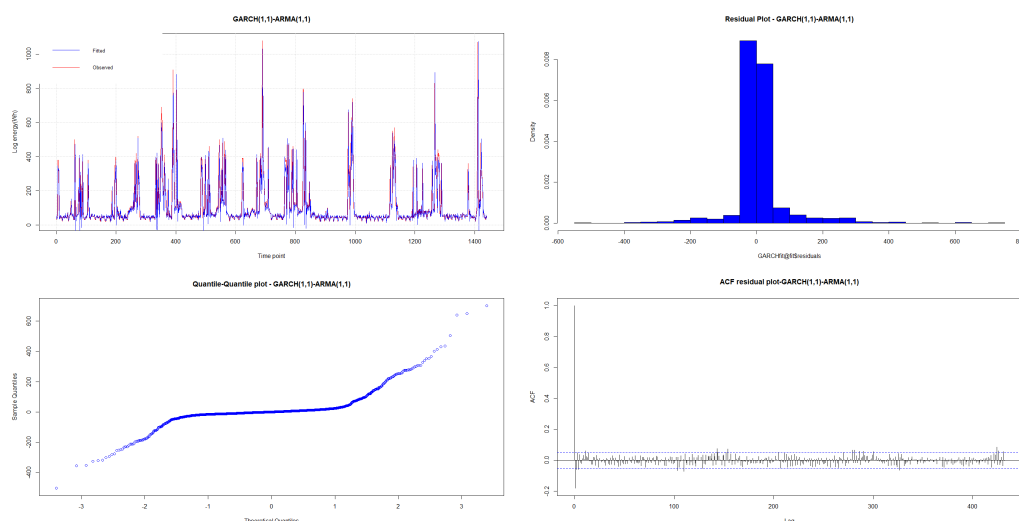 GARCH(1,1)-ARMA(1,1)
Log energy(Wh)
0 200 400 600 800 1000
Fitted
Observed
0 200 400 600 800 1000 1200 1400
Time point
Residual Plot - GARCH(1,1)-ARMA(1,1)
Density
0.000 0.002 0.004 0.006 0.008
-600 -400 -200 0 200 400 600
GARCHfit@fit$residuals
Quantile-Quantile plot - GARCH(1,1)-ARMA(1,1)
Sample Quantiles
-400 -200 0 200 400 600
-3 -2 -1 0 1 2 3
Theoretical Quantiles
ACF residual plot-GARCH(1,1)-ARMA(1,1)
ACF
-0.2 0.0 0.2 0.4 0.6 0.8 1.0
0 100 200 300 400